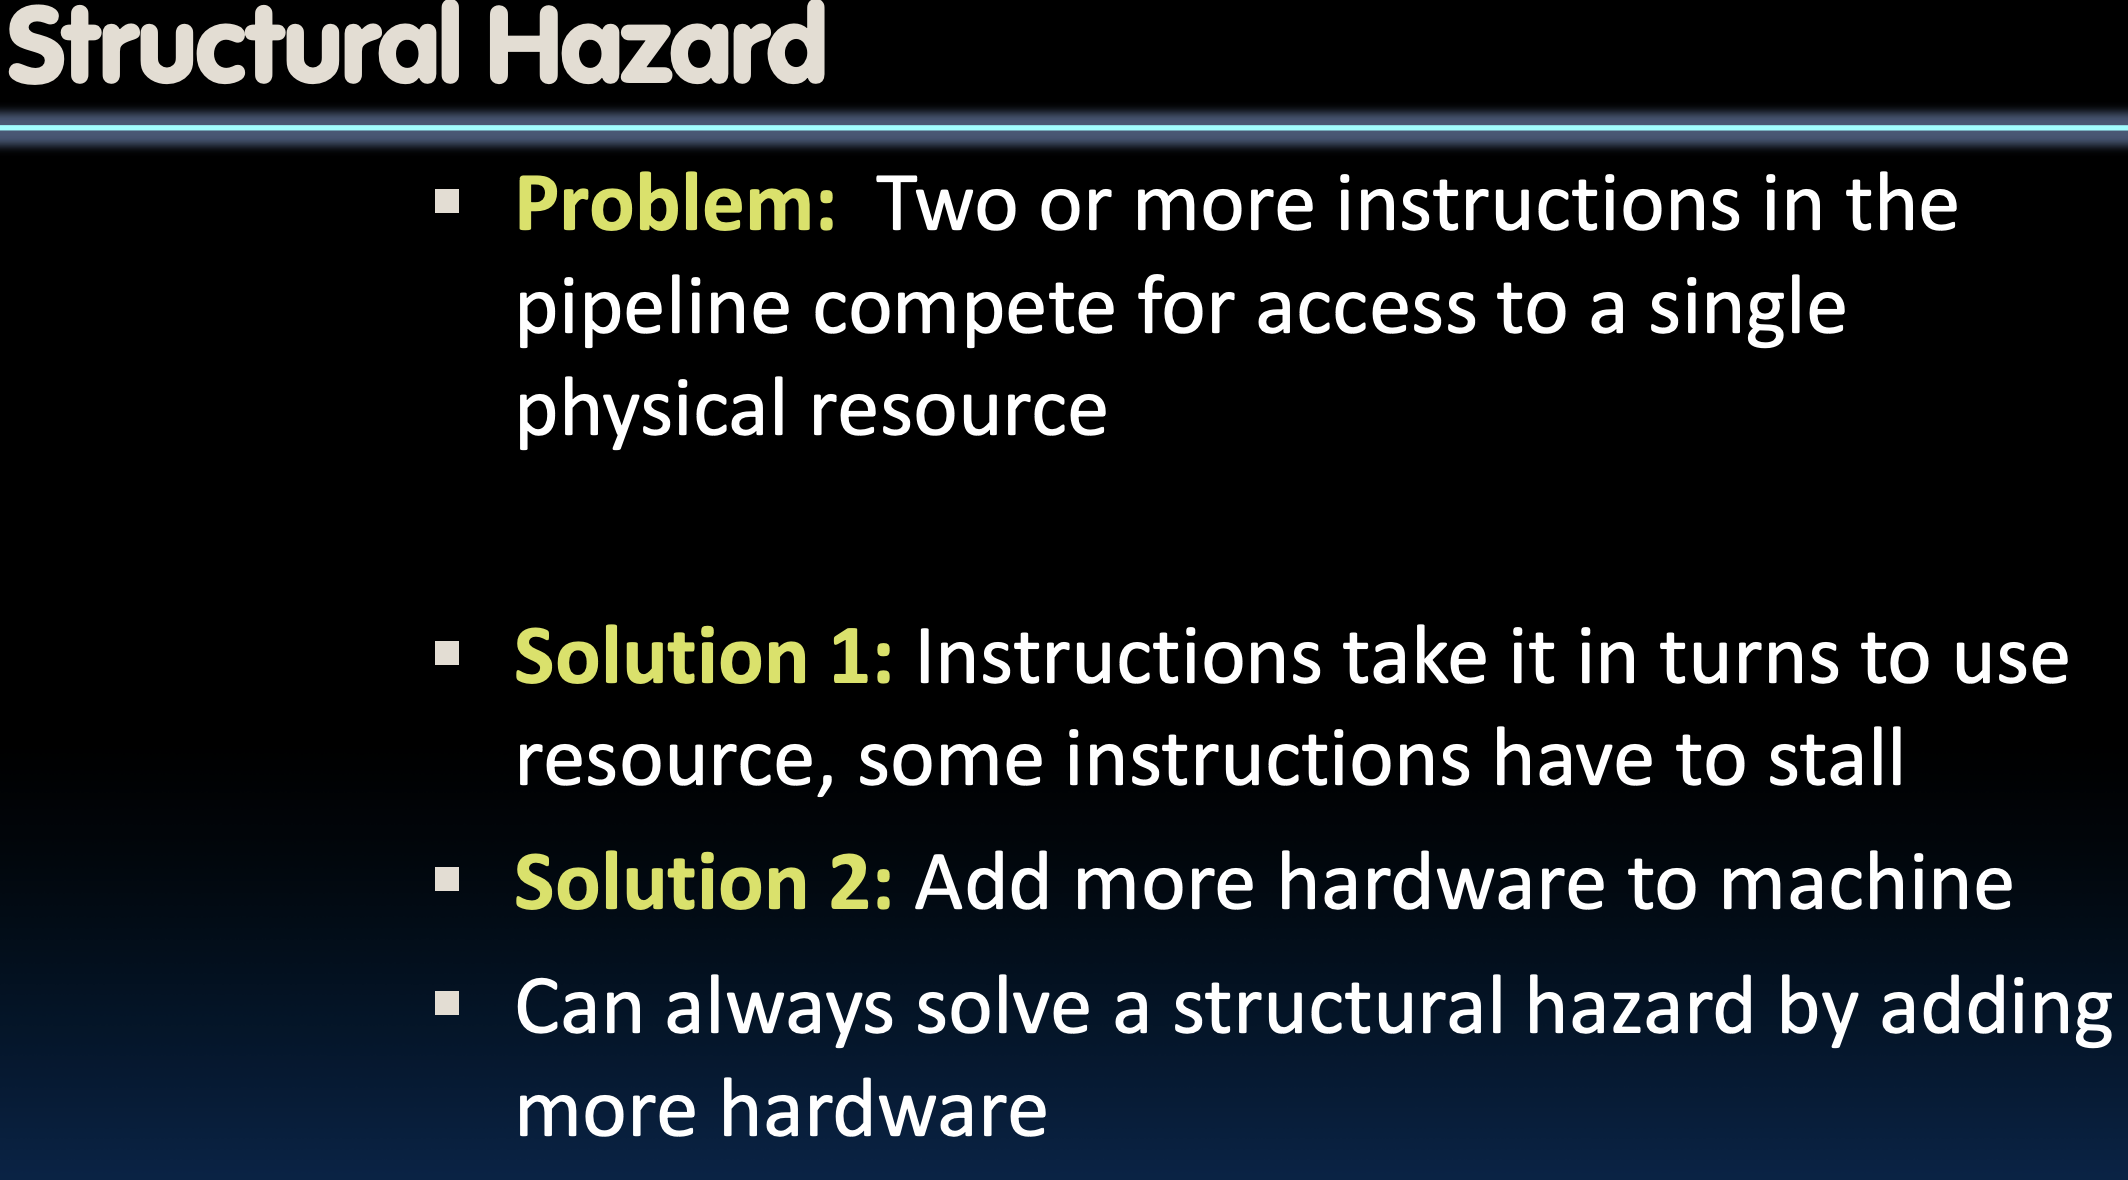 Structural Hazard
Problem: Two or more instructions in the
pipeline compete for access to a single
physical resource
Solution 1: Instructions take it in turns to use
resource, some instructions have to stall
Solution 2: Add more hardware to machine
Can always solve a structural hazard by adding
more hardware